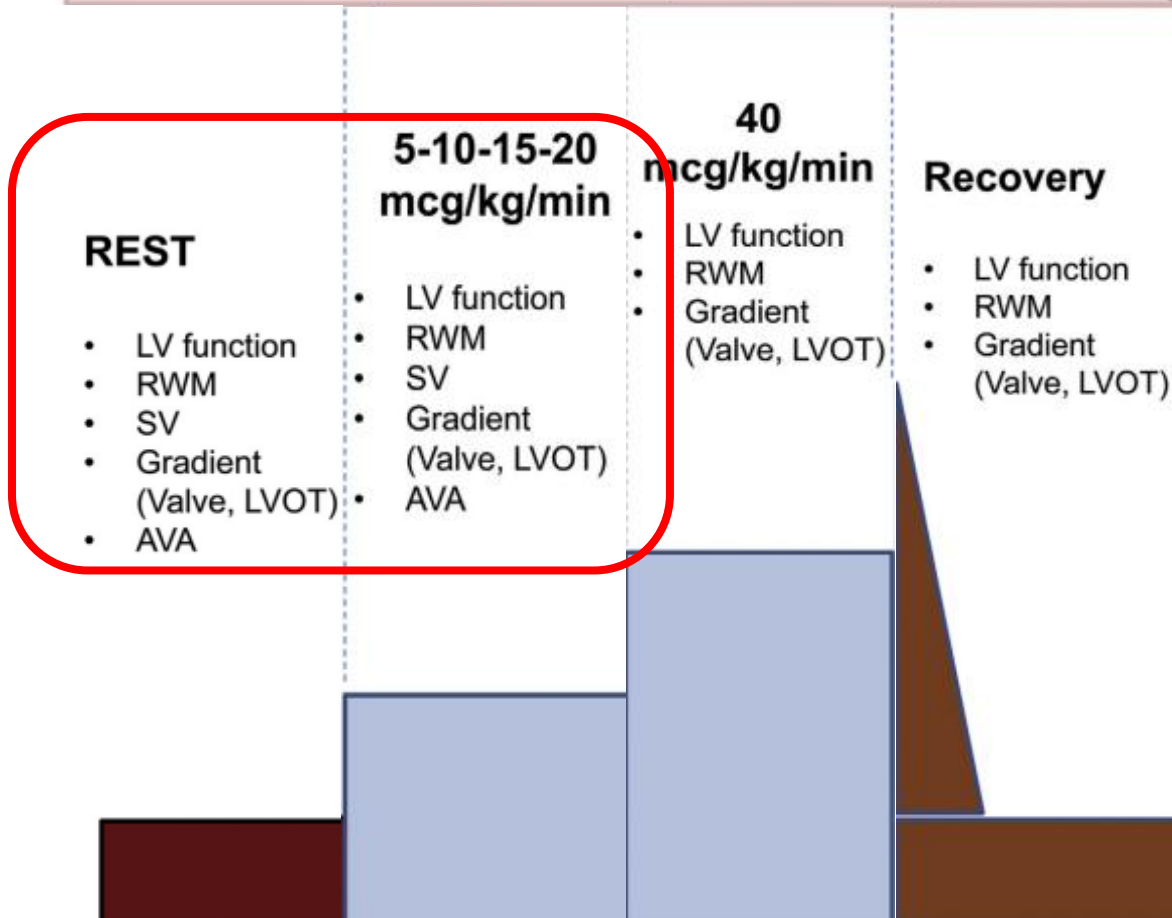 REST
• LV function
• RWM
• SV
• Gradient
(Valve, LVOT)
• AVA
5-10-15-20
mcg/kg/min
• LV function
• RWM
• SV
• Gradient
(Valve, LVOT)
• AVA
40
mcg/kg/min
• LV function
• RWM
• Gradient
(Valve, LVOT)
Recovery
• LV function
• RWM
• Gradient
(Valve, LVOT)